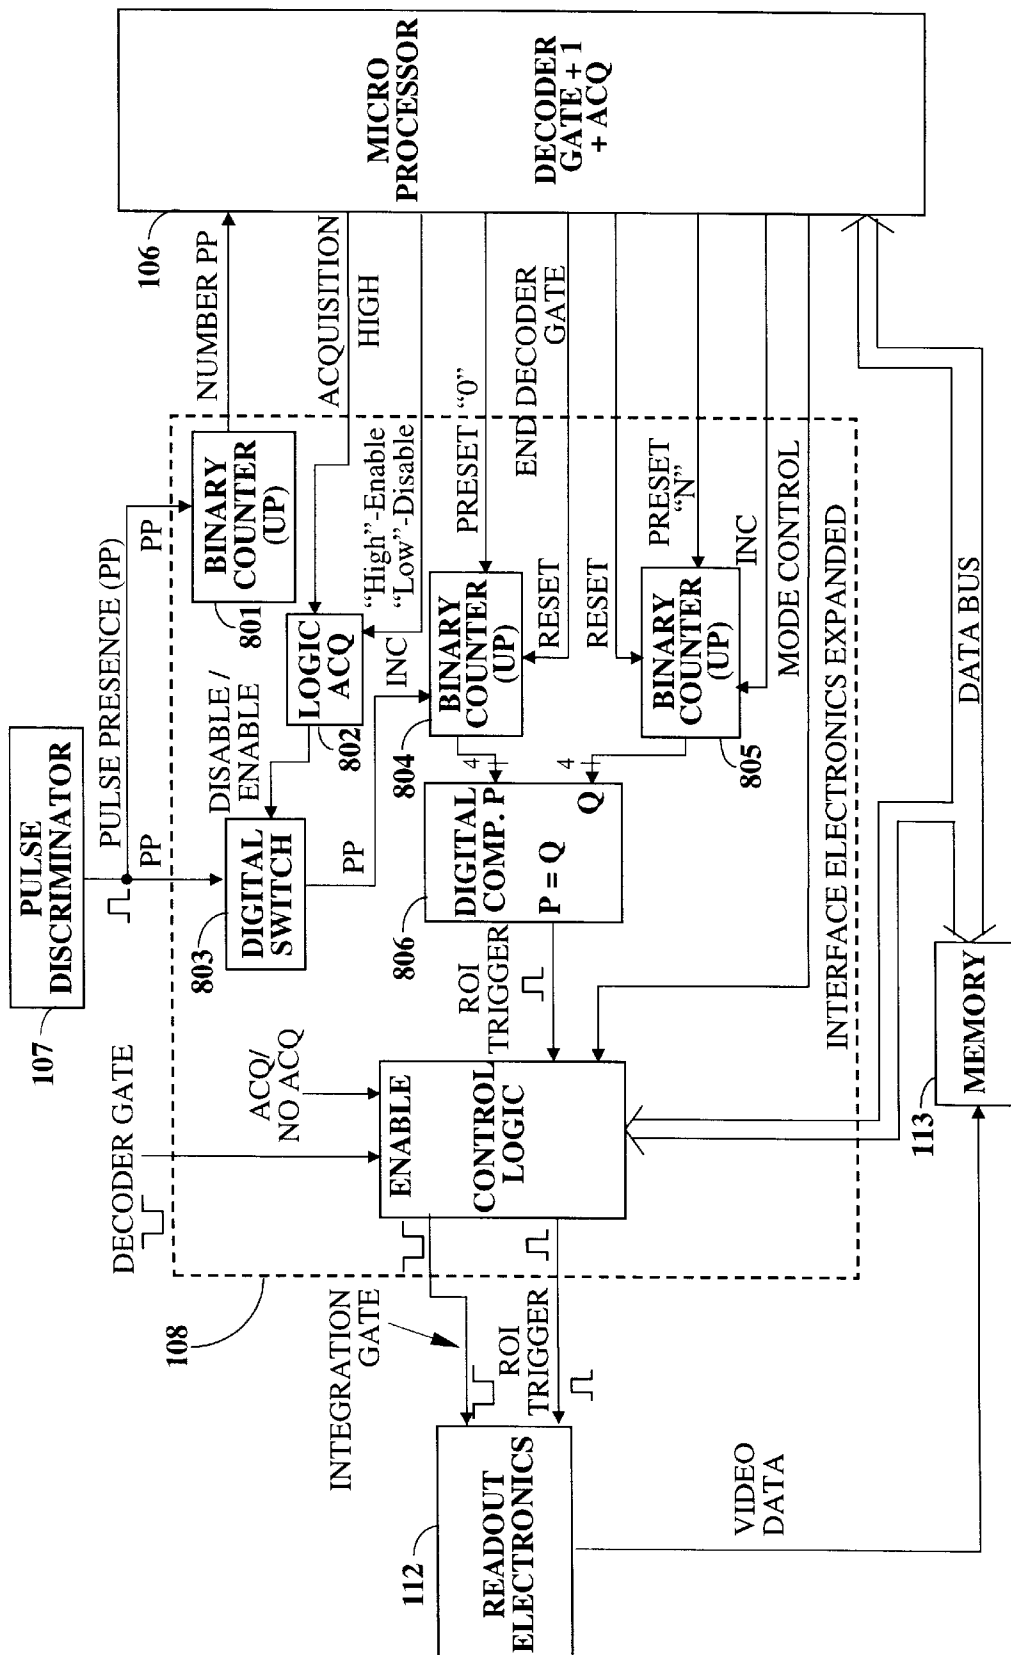 PULSE
DISCRIMINATOR
107
PULSE PRESENCE (PP)
PP
PP
DECODER GATE
ACQ/
NO ACQ
108
INTEGRATION
GATE
ENABLE
CONTROL
LOGIC
ROI
TRIGGER
ROI
TRIGGER
112
READOUT
ELECTRONICS
VIDEO
DATA
803
DIGITAL
SWITCH
DISABLE /
ENABLE
PP
801
BINARY
COUNTER
(UP)
802
LOGIC
ACQ
INC
"High"-Enable
"Low"-Disable
804
BINARY
COUNTER
(UP)
PRESET "0"
RESET
END DECODER
GATE
806
DIGITAL
COMP. P
P = Q
Q
4
4
805
BINARY
COUNTER
(UP)
RESET
PRESET
"N"
INC
MODE CONTROL
INTERFACE ELECTRONICS EXPANDED
NUMBER PP
ACQUISITION
HIGH
106
MICRO
PROCESSOR
DECODER
GATE + 1
+ ACQ
DATA BUS
113
MEMORY